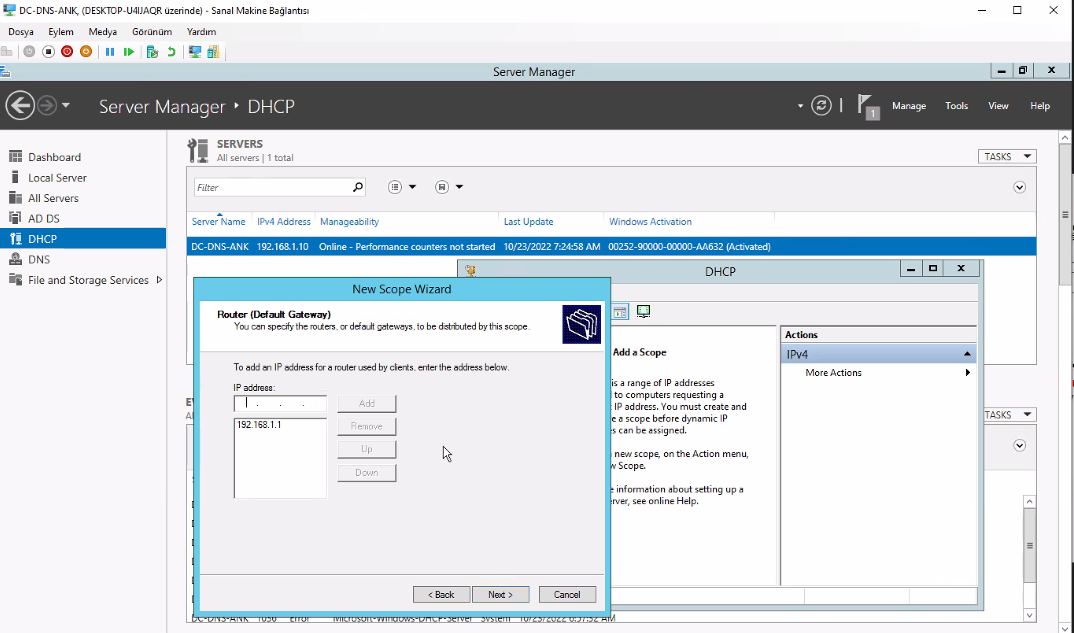 DC-DNS-ANK, (DESKTOP-U4IJAQR üzerinde) - Sanal Makine Bağlantısı
Dosya Eylem Medya Görünüm Yardım
Server Manager
Server Manager DHCP
1
Manage Tools View Help
Dashboard
Local Server
All Servers
AD DS
DHCP
DNS
File and Storage Services
SERVERS
All servers | 1 total
TASKS
Filter
Server Name IPv4 Address Manageability Last Update Windows Activation
DC-DNS-ANK 192.168.1.10 Online - Performance counters not started 10/23/2022 7:24:58 AM 00252-90000-00000-AA632 (Activated)
DHCP
New Scope Wizard
Router (Default Gateway)
You can specify the routers, or default gateways, to be distributed by this scope.
To add an IP address for a router used by clients, enter the address below.
IP address:
. . .
Add
192.168.1.1
Remove
Up
Down
< Back Next > Cancel
Add a Scope
is a range of IP addresses
to computers requesting a
IP address. You must create and
a scope before dynamic IP
s can be assigned.
new scope, on the Action menu,
Scope.
information about setting up a
server, see online Help.
Actions
IPv4
More Actions
TASKS
DC-DNS-ANK 1036 Error Microsoft-Windows-DHCP-Server System 10/23/2022 6:57:52 AM